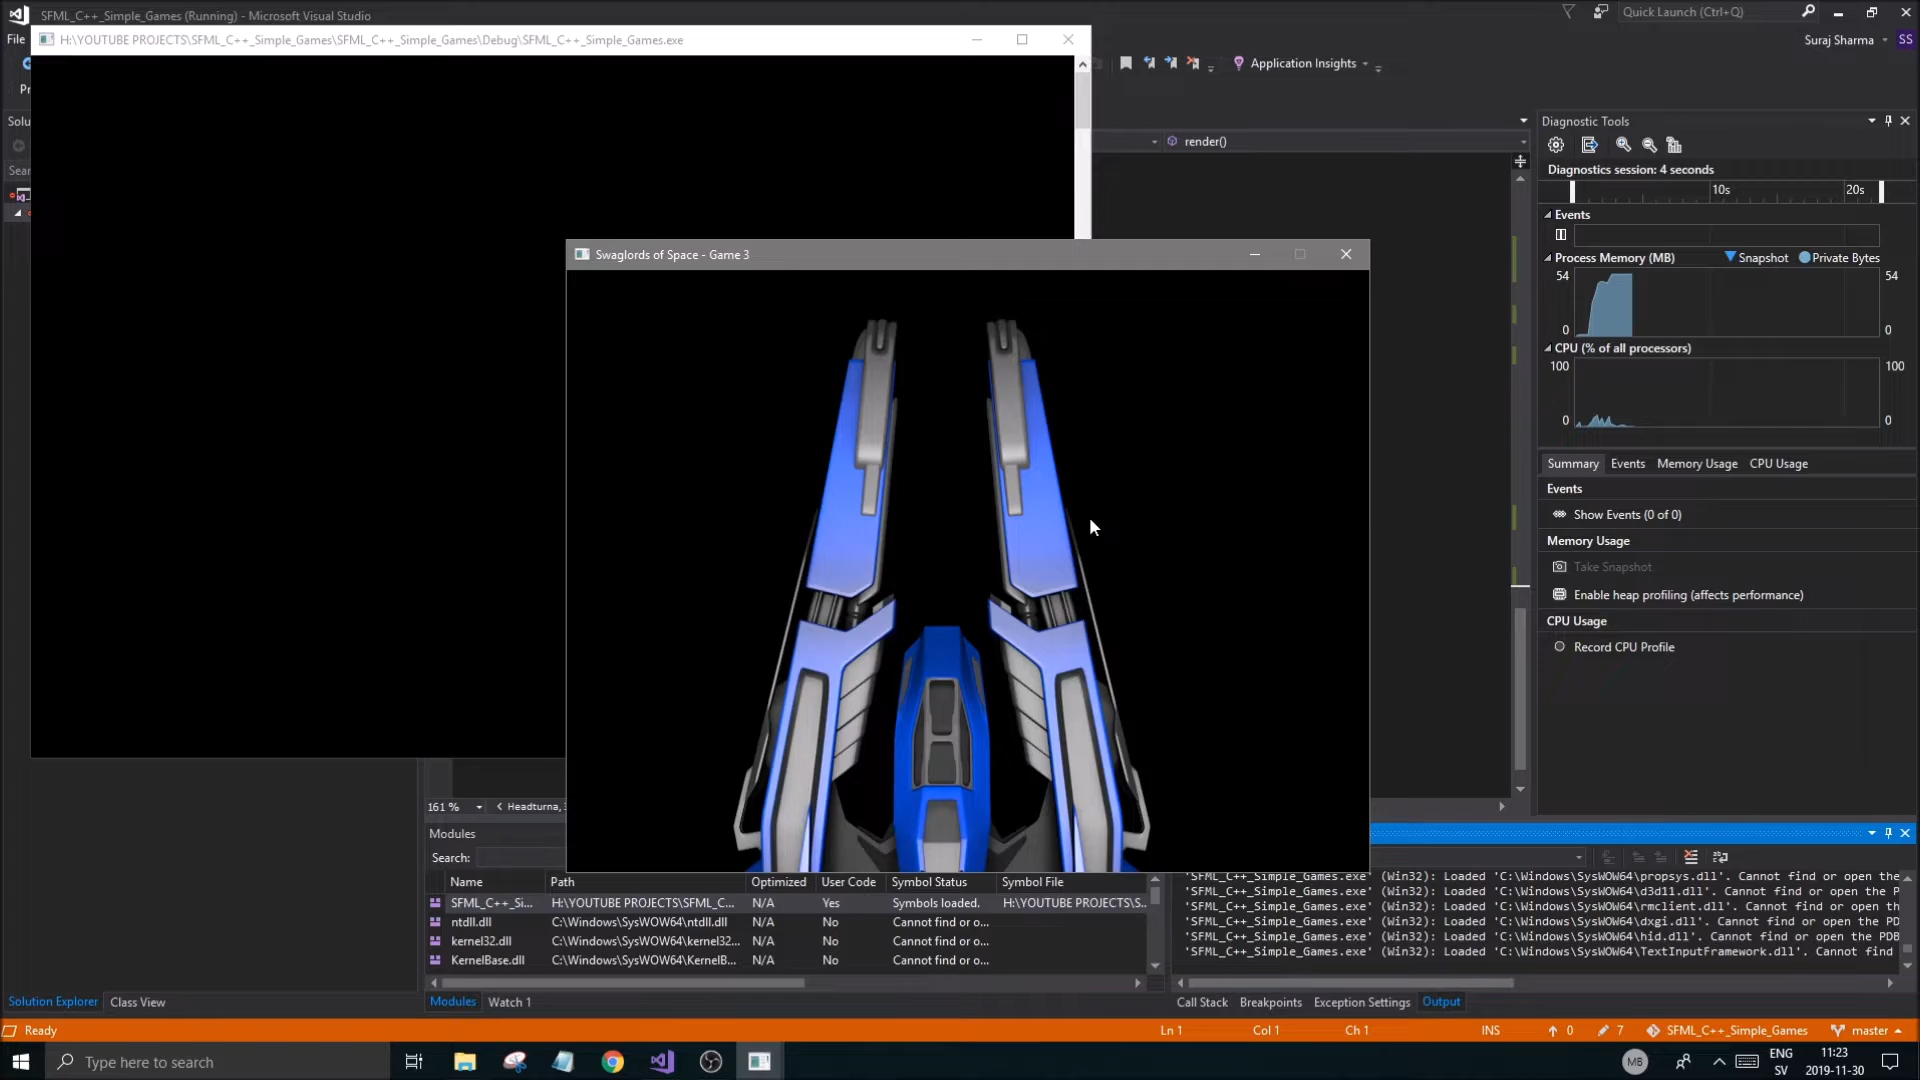 SFML_C++_Simple_Games (Running) - Microsoft Visual Studio
Quick Launch (Ctrl+Q)
File
H:\YOUTUBE PROJECTS\SFML_C++_Simple_Games\SFML_C++_Simple_Games\Debug\SFML_C++_Simple_Games.exe
Suraj Sharma
SS
Application Insights
Pr
Solu
Sear
render()
Diagnostic Tools
Diagnostics session: 4 seconds
10s
20s
Events
Process Memory (MB)
Snapshot
Private Bytes
54
54
0
0
CPU (% of all processors)
100
100
0
0
Summary
Events
Memory Usage
CPU Usage
Events
Show Events (0 of 0)
Memory Usage
Take Snapshot
Enable heap profiling (affects performance)
CPU Usage
Record CPU Profile
Swaglords of Space - Game 3
161 %
Headturna,
Modules
Search:
Name Path Optimized User Code Symbol Status Symbol File
SFML_C++_Si... H:\YOUTUBE PROJECTS\SFML_C... N/A Yes Symbols loaded. H:\YOUTUBE PROJECTS\S...
ntdll.dll C:\Windows\SysWOW64\ntdll.dll N/A No Cannot find or o...
kernel32.dll C:\Windows\SysWOW64\kernel32... N/A No Cannot find or o...
KernelBase.dll C:\Windows\SysWOW64\KernelB... N/A No Cannot find or o...
'SFML_C++_Simple_Games.exe' (Win32): Loaded 'C:\Windows\SysWOW64\propsys.dll'. Cannot find or open the
'SFML_C++_Simple_Games.exe' (Win32): Loaded 'C:\Windows\SysWOW64\d3d11.dll'. Cannot find or open the P
'SFML_C++_Simple_Games.exe' (Win32): Loaded 'C:\Windows\SysWOW64\rmclient.dll'. Cannot find or open th
'SFML_C++_Simple_Games.exe' (Win32): Loaded 'C:\Windows\SysWOW64\dxgi.dll'. Cannot find or open the PD
'SFML_C++_Simple_Games.exe' (Win32): Loaded 'C:\Windows\SysWOW64\hid.dll'. Cannot find or open the PDB
'SFML_C++_Simple_Games.exe' (Win32): Loaded 'C:\Windows\SysWOW64\TextInputFramework.dll'. Cannot find
Solution Explorer
Class View
Modules
Watch 1
Call Stack
Breakpoints
Exception Settings
Output
Ready
Ln 1
Col 1
Ch 1
INS
0
7
SFML_C++_Simple_Games
master
Type here to search
MB
ENG
SV
11:23
2019-11-30